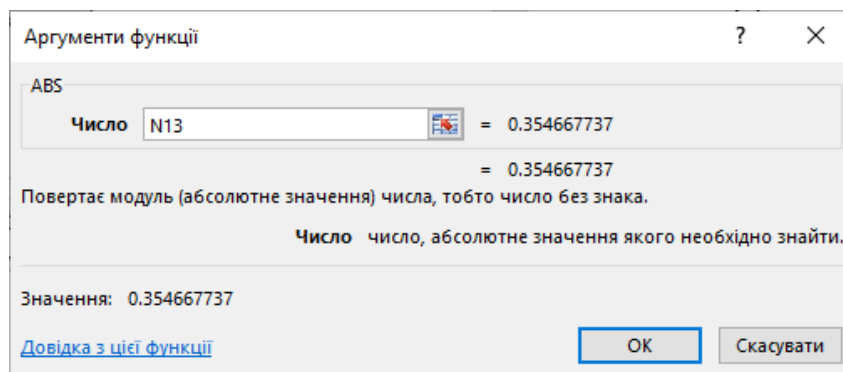 Аргументи функції ? ×
ABS
Число N13 = 0.354667737
= 0.354667737
Повертає модуль (абсолютне значення) числа, тобто число без знака.
Число число, абсолютне значення якого необхідно знайти.
Значення: 0.354667737
Довідка з цієї функції OK Скасувати